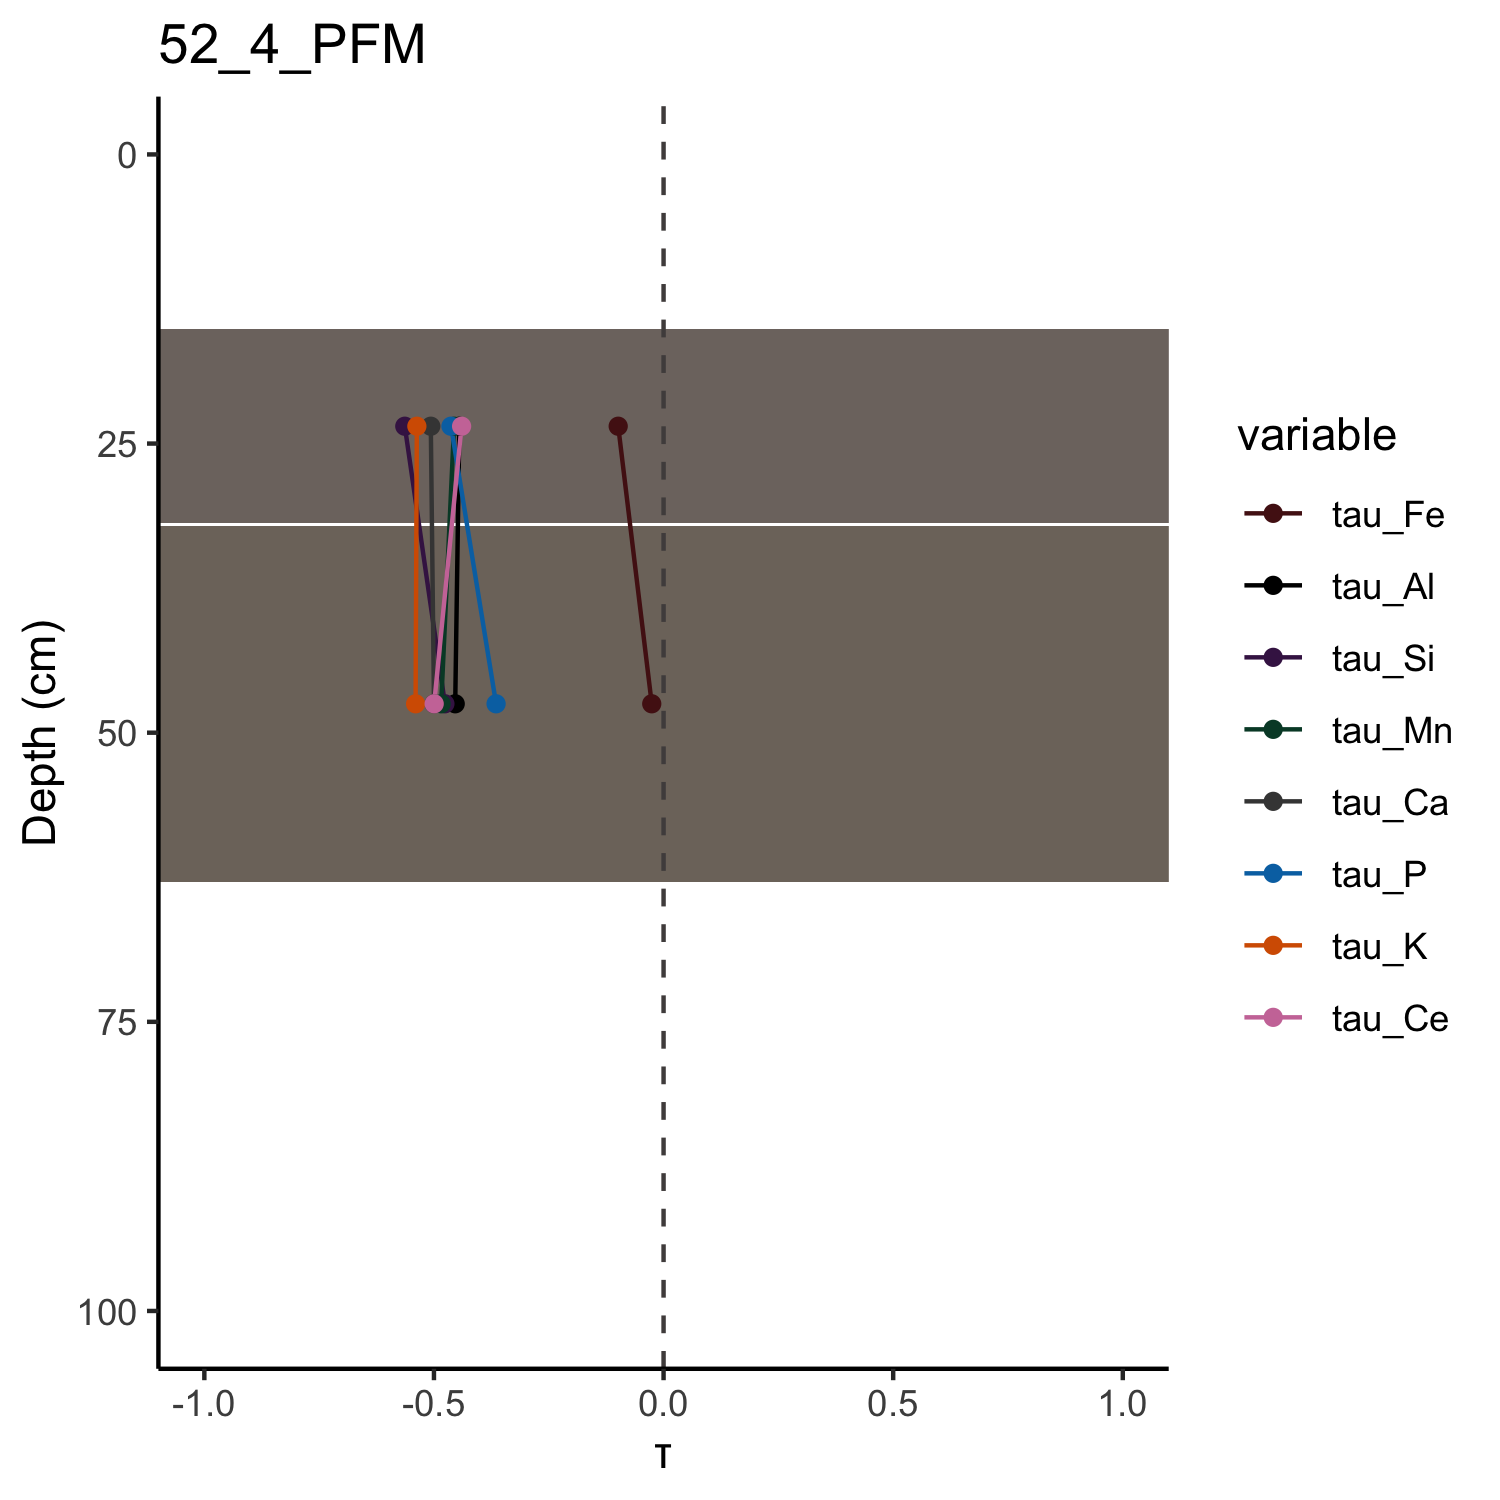 52_4_PFM
0
25
50
75
100
Depth (cm)
-1.0 -0.5 0.0 0.5 1.0
τ
variable
tau_Fe
tau_Al
tau_Si
tau_Mn
tau_Ca
tau_P
tau_K
tau_Ce